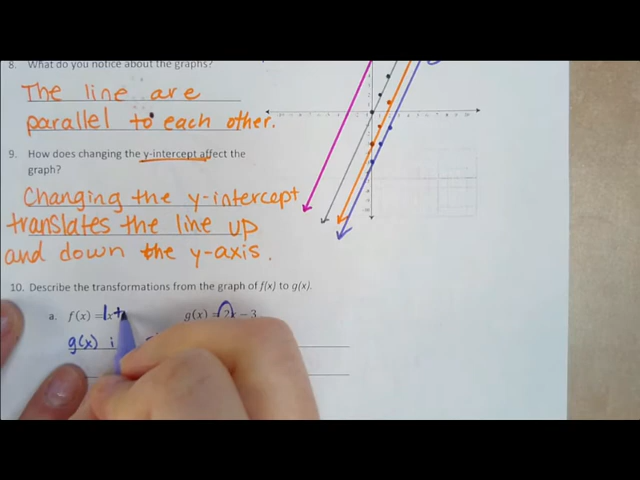 8. What do you notice about the graphs?
The line are
parallel to each other.
9. How does changing the y-intercept affect the
graph?
Changing the y-intercept
translates the line up
and down the y-axis.
10. Describe the transformations from the graph of f(x) to g(x).
a. f(x) = 1x + g(x) = 2x − 3
g(x) i